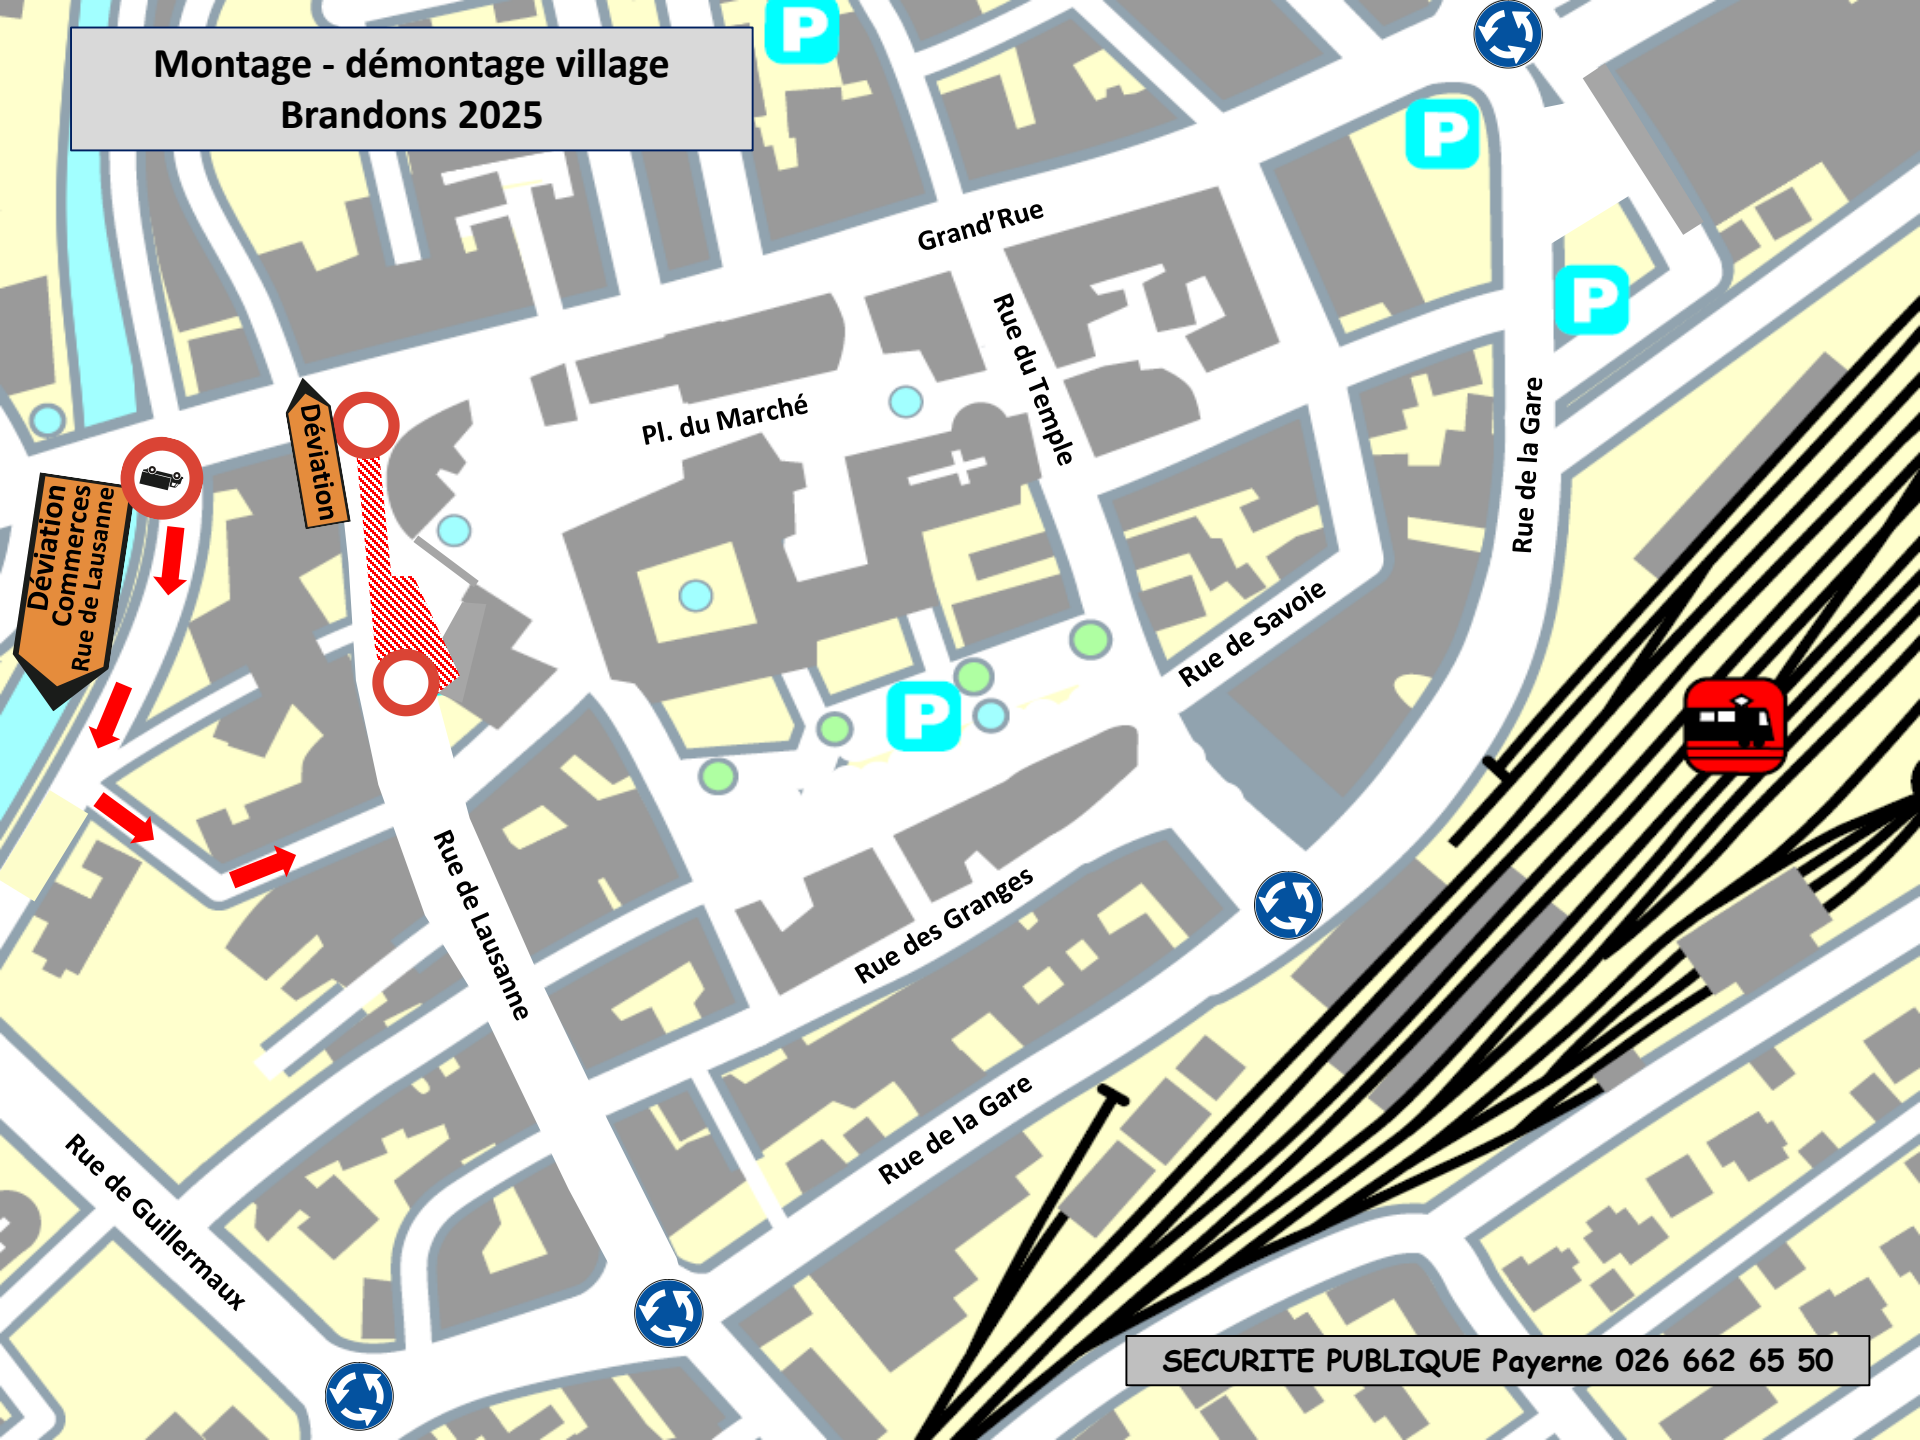 Montage - démontage village
Brandons 2025
P
P
P
P
Grand'Rue
Rue du Temple
Pl. du Marché
Rue de la Gare
Déviation
Déviation
Commerces
Rue de Lausanne
Rue de Savoie
Rue de Lausanne
Rue des Granges
Rue de la Gare
Rue de Guillermaux
SECURITE PUBLIQUE Payerne 026 662 65 50